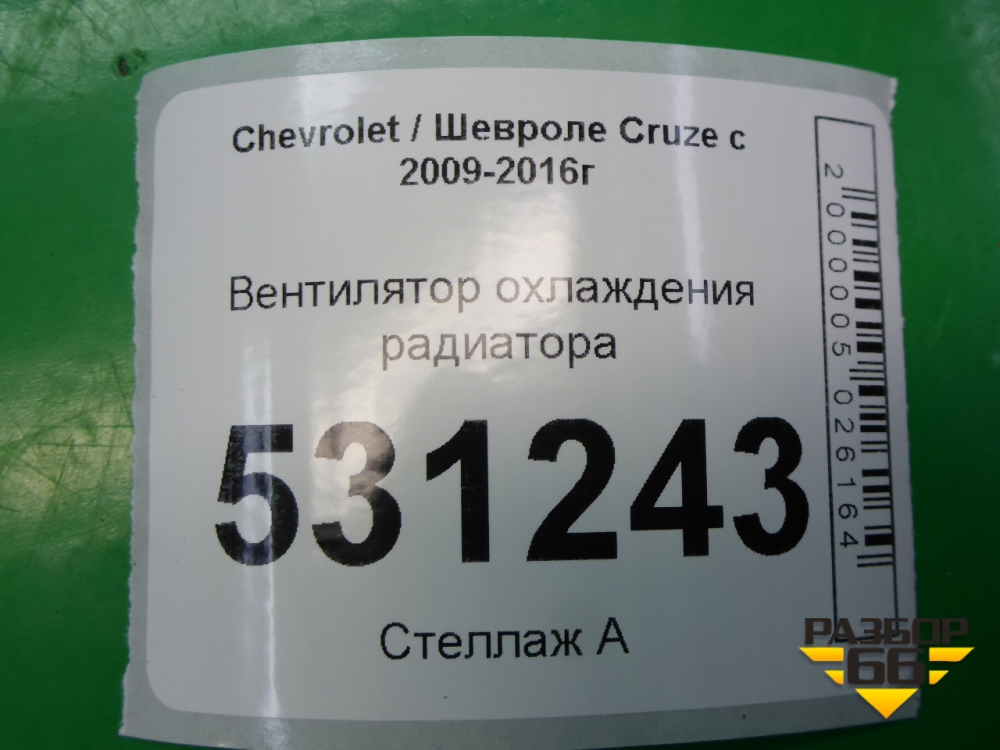 Chevrolet / Шевроле Cruze с
2009-2016г
Вентилятор охлаждения
радиатора
531243
Стеллаж А
2000005026164
РАЗБОР
66